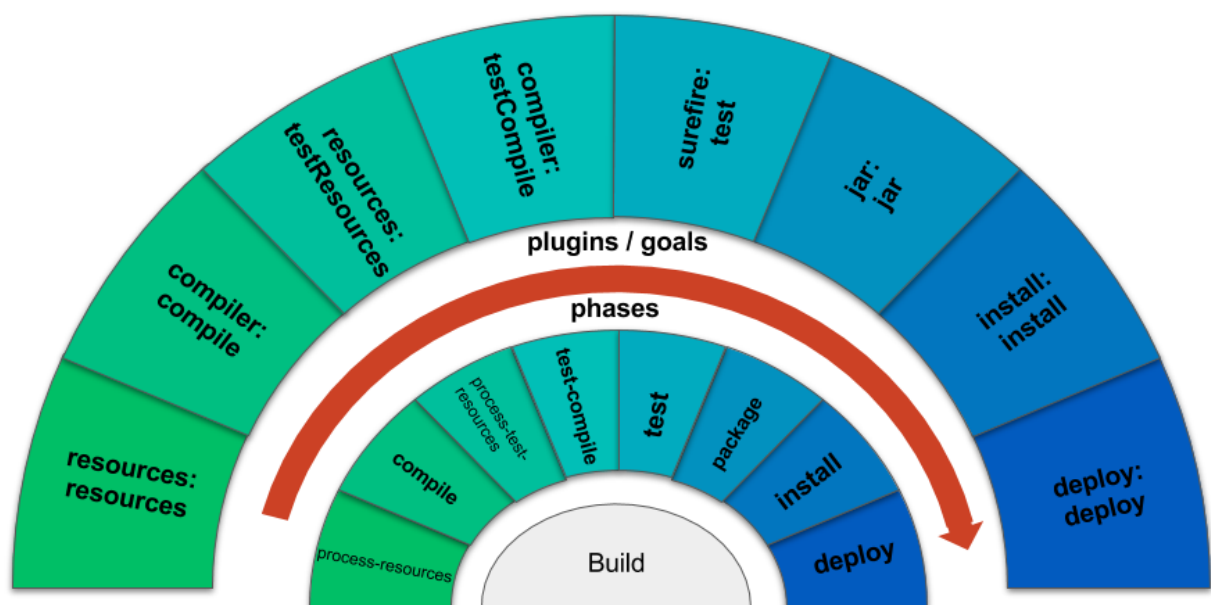 resources:
resources
compiler:
compile
resources:
testResources
compiler:
testCompile
surefire:
test
jar:
jar
install:
install
deploy:
deploy
plugins / goals
phases
process-resources
compile
process-test-
resources
test-compile
test
package
install
deploy
Build